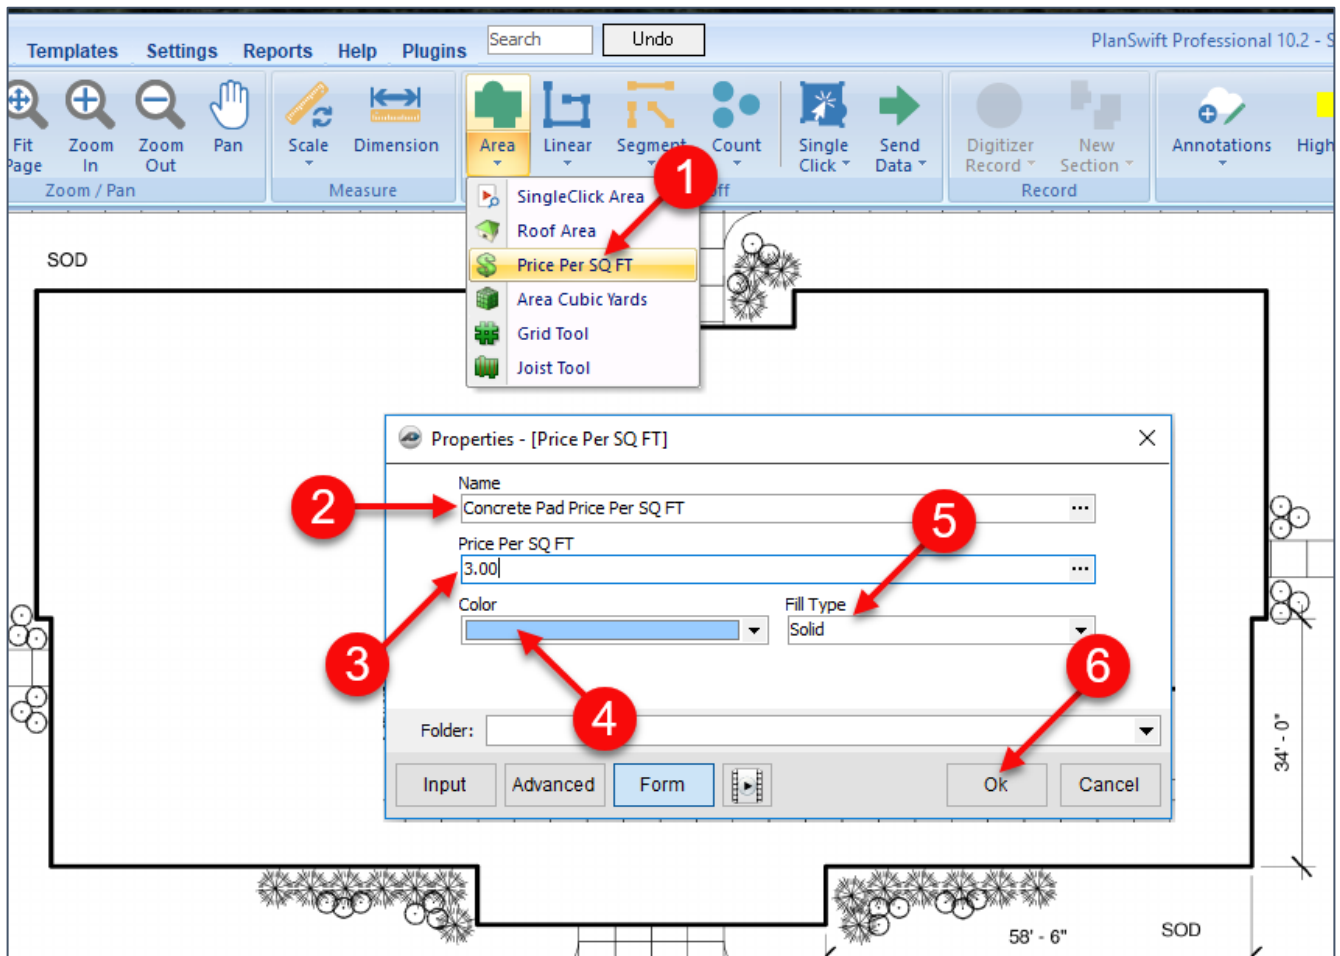 Templates Settings Reports Help Plugins Search Undo PlanSwift Professional 10.2 - S
Fit Page
Zoom In
Zoom Out
Pan
Scale
Dimension
Area
Linear
Segment
Count
Single Click
Send Data
Digitizer Record
New Section
Annotations
High
Zoom / Pan
Measure
off
Record
1
SingleClick Area
Roof Area
Price Per SQ FT
Area Cubic Yards
Grid Tool
Joist Tool
SOD
Properties - [Price Per SQ FT]
Name
2
Concrete Pad Price Per SQ FT
...
5
Price Per SQ FT
3.00
...
Color
Fill Type
Solid
3
4
6
Folder:
Input
Advanced
Form
Ok
Cancel
34' - 0"
58' - 6"
SOD